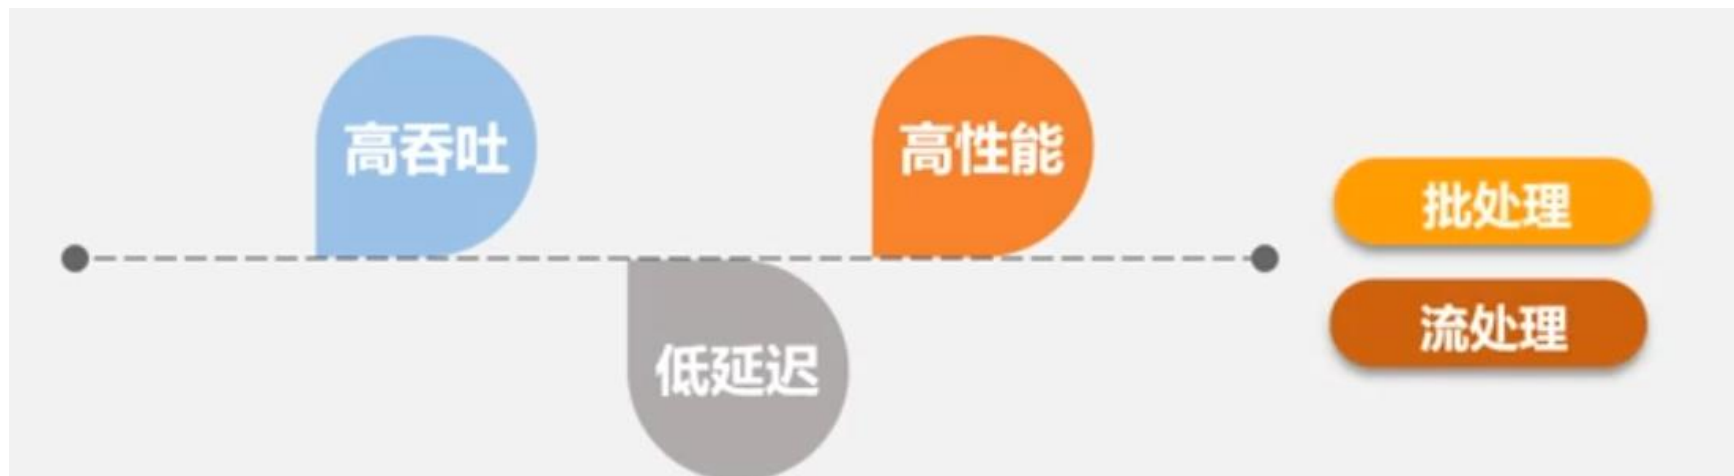 高吞吐
高性能
低延迟
批处理
流处理